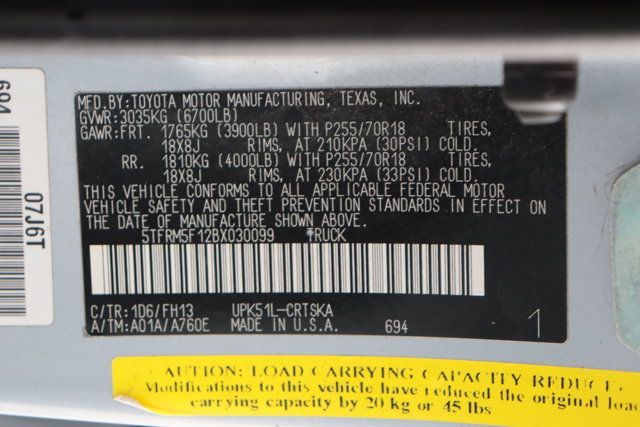 MFD.BY:TOYOTA MOTOR MANUFACTURING, TEXAS, INC.
GVWR:3035KG (6700LB)
GAWR:FRT. 1765KG (3900LB) WITH P255/70R18 TIRES,
18X8J RIMS, AT 210KPA (30PSI) COLD.
RR. 1810KG (4000LB) WITH P255/70R18 TIRES,
18X8J RIMS, AT 230KPA (33PSI) COLD.
THIS VEHICLE CONFORMS TO ALL APPLICABLE FEDERAL MOTOR
VEHICLE SAFETY AND THEFT PREVENTION STANDARDS IN EFFECT ON
THE DATE OF MANUFACTURE SHOWN ABOVE.
5TFRM5F12BX030099 TRUCK
C/TR:1D6/FH13 UPK51L-CRTSKA
A/TM:A01A/A760E MADE IN U.S.A. 694 1
694
07J6T
CAUTION: LOAD CARRYING CAPACITY REDUCED
Modifications to this vehicle have reduced the original load
carrying capacity by 20 kg or 45 lbs